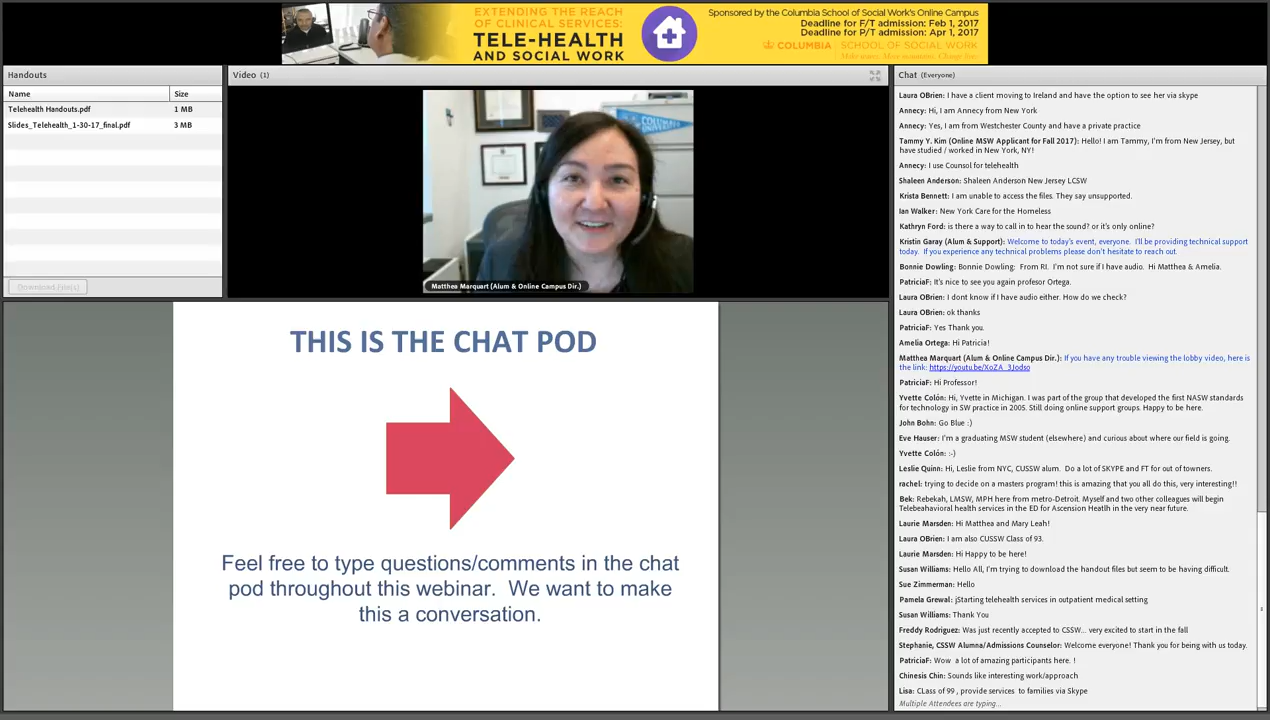 EXTENDING THE REACH
OF CLINICAL SERVICES:
TELE-HEALTH
AND SOCIAL WORK
Sponsored by the Columbia School of Social Work's Online Campus
Deadline for F/T admission: Feb 1, 2017
Deadline for P/T admission: Apr 1, 2017
COLUMBIA SCHOOL OF SOCIAL WORK
Handouts
Name Size
Telehealth Handouts.pdf 1 MB
Slides_Telehealth_1-30-17_final.pdf 3 MB
Download File(s)
Video (1)
Matthea Marquart (Alum & Online Campus Dir.)
THIS IS THE CHAT POD
Feel free to type questions/comments in the chat
pod throughout this webinar. We want to make
this a conversation.
Chat (Everyone)
Laura OBrien: I have a client moving to Ireland and have the option to see her via skype
Annecy: Hi, I am Annecy from New York
Annecy: Yes, I am from Westchester County and have a private practice
Tammy Y. Kim (Online MSW Applicant for Fall 2017): Hello! I am Tammy, I'm from New Jersey, but
have studied / worked in New York, NY!
Annecy: I use Counsol for telehealth
Shaleen Anderson: Shaleen Anderson New Jersey LCSW
Krista Bennett: I am unable to access the files. They say unsupported.
Ian Walker: New York Care for the Homeless
Kathryn Ford: is there a way to call in to hear the sound? or it's only online?
Kristin Garay (Alum & Support): Welcome to today's event, everyone. I'll be providing technical support
today. If you experience any technical problems please don't hesitate to reach out.
Bonnie Dowling: Bonnie Dowling: From RI. I'm not sure if I have audio. Hi Matthea & Amelia.
PatriciaF: It's nice to see you again profesor Ortega.
Laura OBrien: I dont know if I have audio either. How do we check?
Laura OBrien: ok thanks
PatriciaF: Yes Thank you.
Amelia Ortega: Hi Patricia!
Matthea Marquart (Alum & Online Campus Dir.): If you have any trouble viewing the lobby video, here is
the link: https://youtu.be/XoZA_3Jodso
PatriciaF: Hi Professor!
Yvette Colón: Hi, Yvette in Michigan. I was part of the group that developed the first NASW standards
for technology in SW practice in 2005. Still doing online support groups. Happy to be here.
John Bohn: Go Blue :)
Eve Hauser: I'm a graduating MSW student (elsewhere) and curious about where our field is going.
Yvette Colón: :-)
Leslie Quinn: Hi, Leslie from NYC, CUSSW alum. Do a lot of SKYPE and FT for out of towners.
rachel: trying to decide on a masters program! this is amazing that you all do this, very interesting!!
Bek: Rebekah, LMSW, MPH here from metro-Detroit. Myself and two other colleagues will begin
Telebeahavioral health services in the ED for Ascension Heatlh in the very near future.
Laurie Marsden: Hi Matthea and Mary Leah!
Laura OBrien: I am also CUSSW Class of 93.
Laurie Marsden: Hi Happy to be here!
Susan Williams: Hello All, I'm trying to download the handout files but seem to be having difficult.
Sue Zimmerman: Hello
Pamela Grewal: jStarting telehealth services in outpatient medical setting
Susan Williams: Thank You
Freddy Rodriguez: Was just recently accepted to CSSW... very excited to start in the fall
Stephanie, CSSW Alumna/Admissions Counselor: Welcome everyone! Thank you for being with us today.
PatriciaF: Wow a lot of amazing participants here. !
Chinesis Chin: Sounds like interesting work/approach
Lisa: CLass of 99 , provide services to families via Skype
Multiple Attendees are typing...